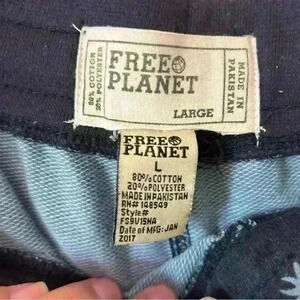 80% COTTON
20% POLYESTER
FREE
PLANET
LARGE
MADE IN
PAKISTAN
FREE
PLANET
L
80% COTTON
20% POLYESTER
MADE IN PAKISTAN
RN# 148549
Style#
FS9V15HA
Date of MFG: JAN
2017